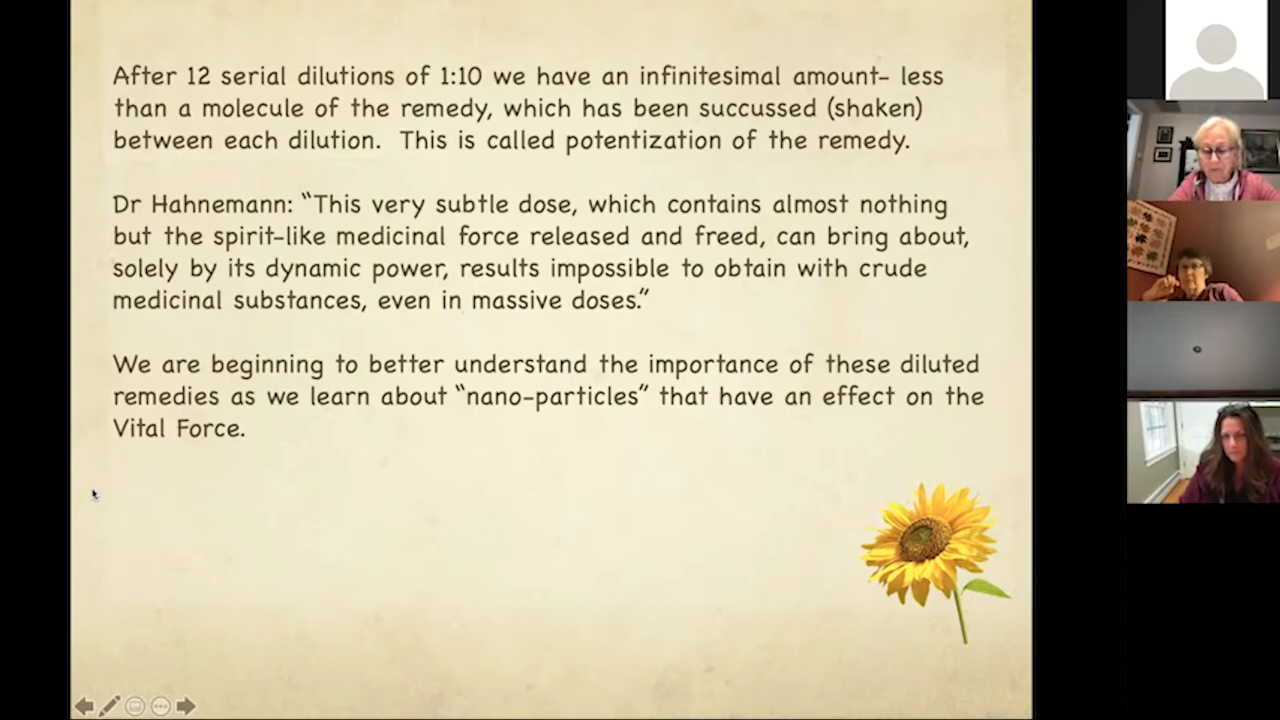 After 12 serial dilutions of 1:10 we have an infinitesimal amount- less
than a molecule of the remedy, which has been succussed (shaken)
between each dilution.  This is called potentization of the remedy.
Dr Hahnemann: “This very subtle dose, which contains almost nothing
but the spirit-like medicinal force released and freed, can bring about,
solely by its dynamic power, results impossible to obtain with crude
medicinal substances, even in massive doses.”
We are beginning to better understand the importance of these diluted
remedies as we learn about “nano-particles” that have an effect on the
Vital Force.